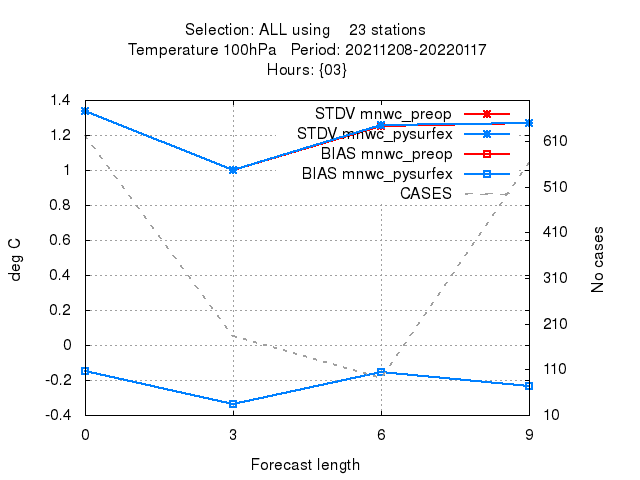 Selection: ALL using    23 stations
Temperature 100hPa   Period: 20211208-20220117
Hours: {03}
1.4
1.2
1
0.8
0.6
0.4
0.2
0
-0.2
-0.4
deg C
STDV mnwc_preop
STDV mnwc_pysurfex
BIAS mnwc_preop
BIAS mnwc_pysurfex
CASES
610
510
410
310
210
110
10
No cases
0
3
6
9
Forecast length